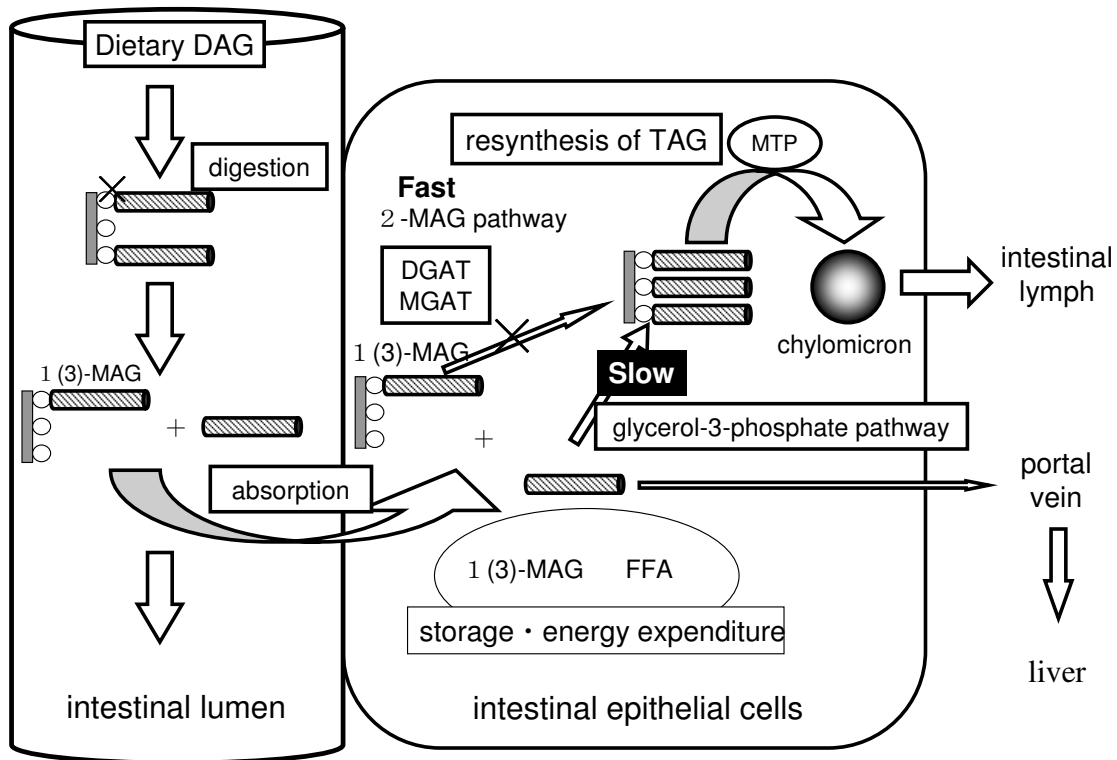 Dietary DAG
digestion
1 (3)-MAG
+
absorption
intestinal lumen
resynthesis of TAG
MTP
Fast
2 -MAG pathway
DGAT
MGAT
1 (3)-MAG
+
Slow
glycerol-3-phosphate pathway
chylomicron
1 (3)-MAG FFA
storage・energy expenditure
intestinal epithelial cells
intestinal
lymph
portal
vein
liver